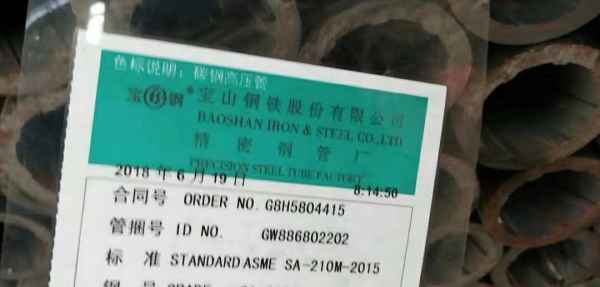 色标说明：碳钢高压管
宝钢® 宝山钢铁股份有限公司
BAOSHAN IRON & STEEL CO.,LTD
精密钢管厂
PRECISION STEEL TUBE FACTORY
2018 年 6 月 19 日 8:14:50
合同号 ORDER NO. G8H5804415
管捆号 ID NO. GW886802202
标 准 STANDARD ASME SA-210M-2015
钢 号